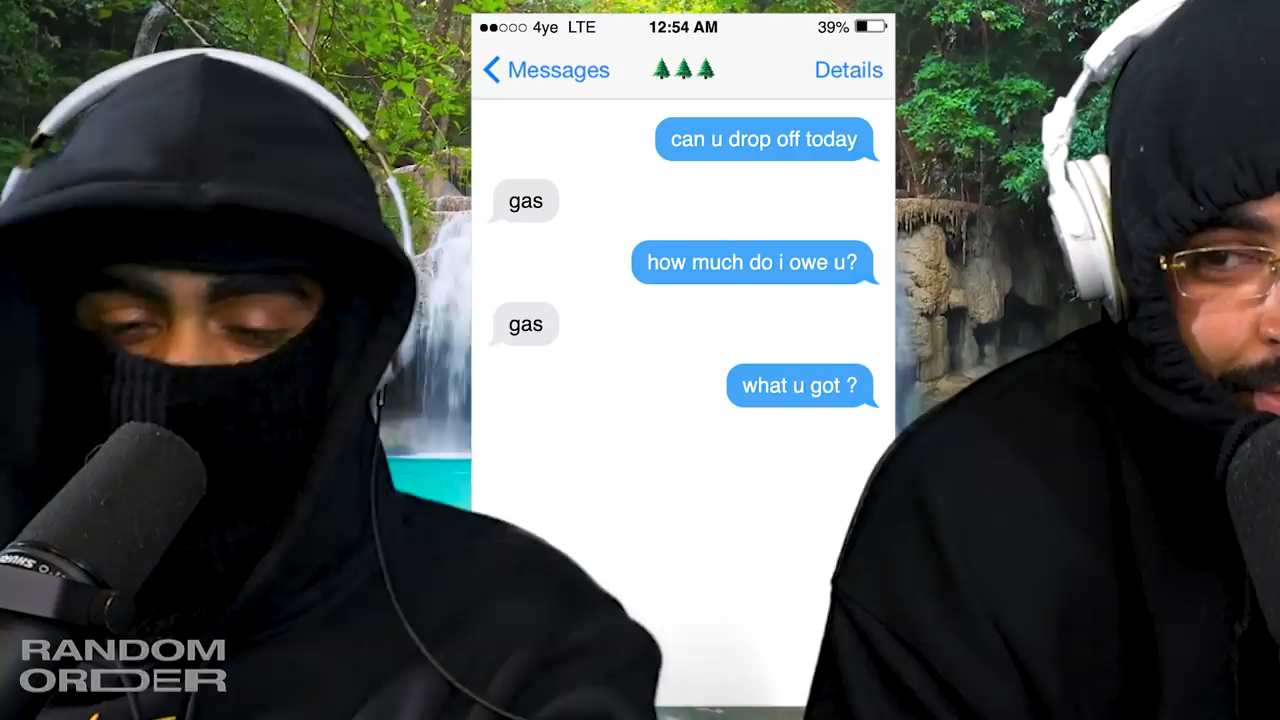 4ye LTE 12:54 AM 39%
Messages 🌲🌲🌲 Details
can u drop off today
gas
how much do i owe u?
gas
what u got ?
RANDOM
ORDER